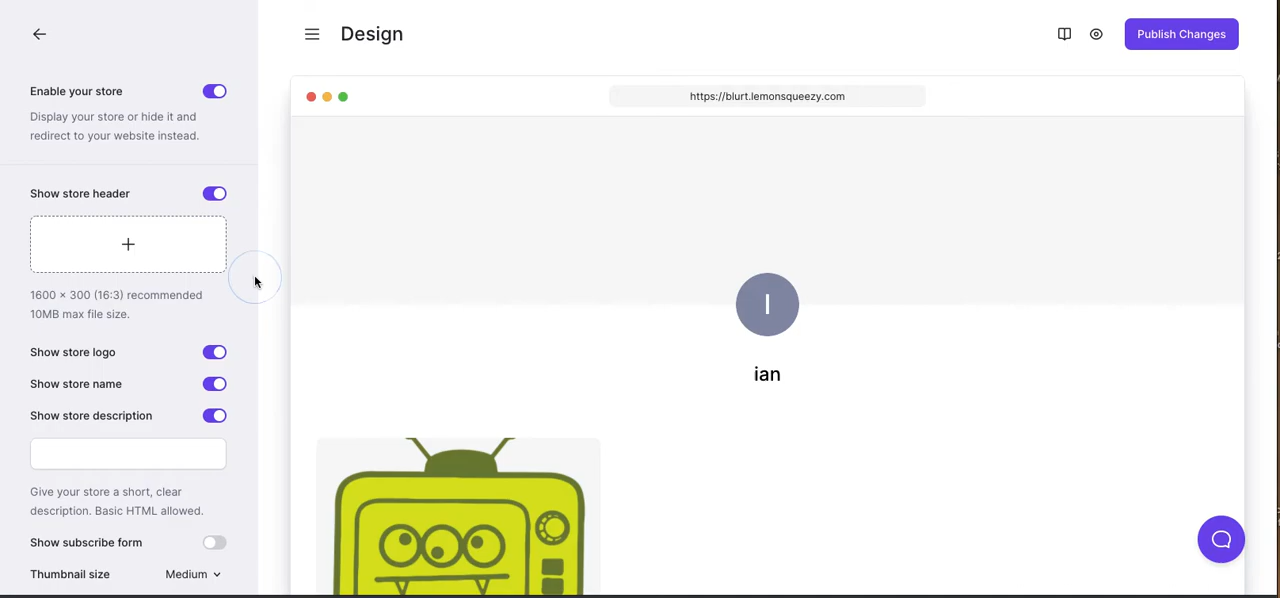 Design
Publish Changes
Enable your store
Display your store or hide it and
redirect to your website instead.
https://blurt.lemonsqueezy.com
Show store header
1600 × 300 (16:3) recommended
10MB max file size.
I
ian
Show store logo
Show store name
Show store description
Give your store a short, clear
description. Basic HTML allowed.
Show subscribe form
Thumbnail size
Medium